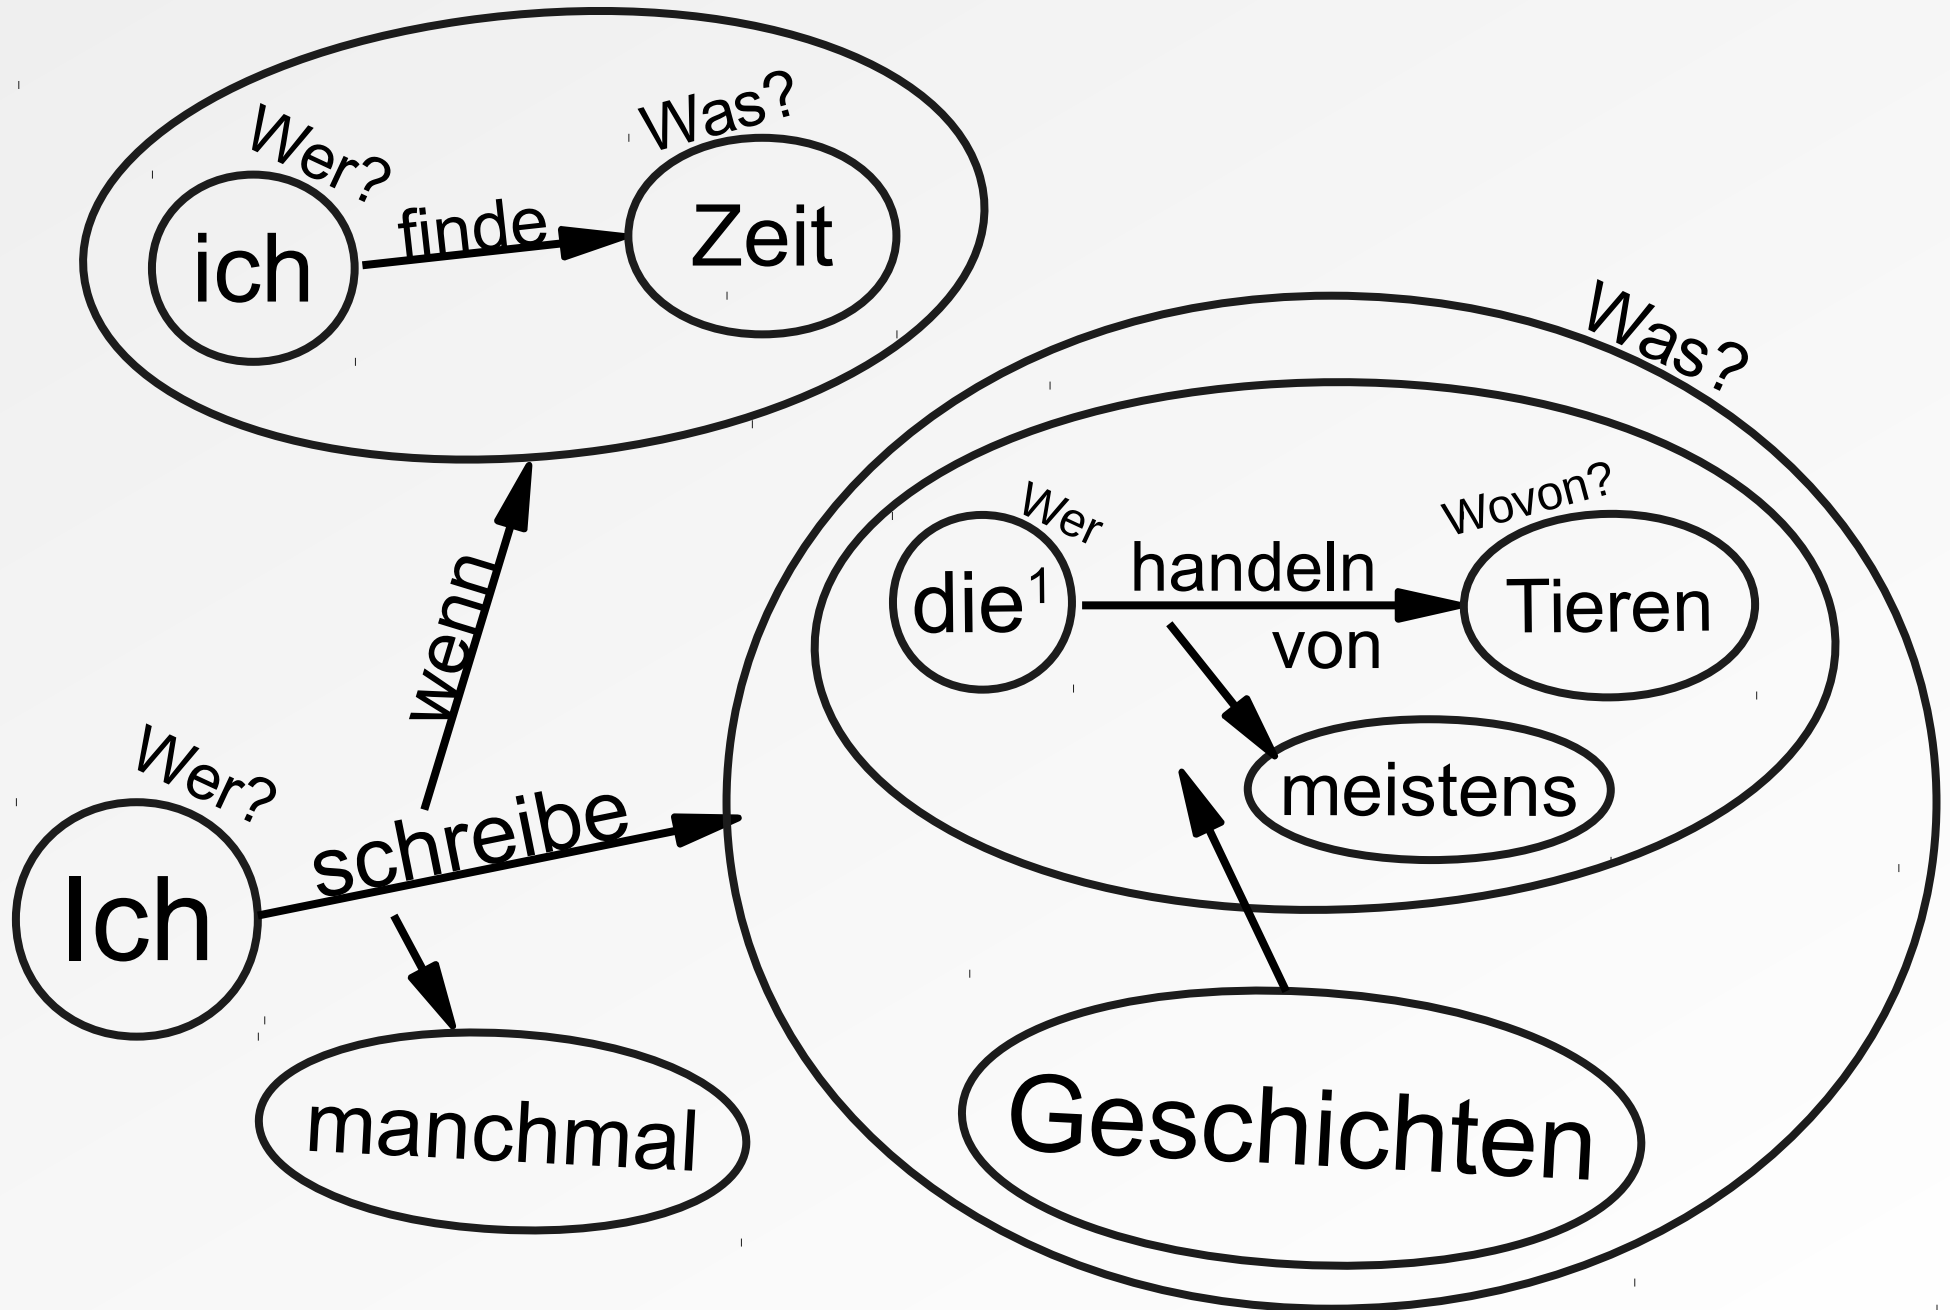 Wer?
Was?
ich
finde
Zeit
wenn
Was?
Wer
Wovon?
die¹
handeln
von
Tieren
meistens
Wer?
Ich
schreibe
manchmal
Geschichten